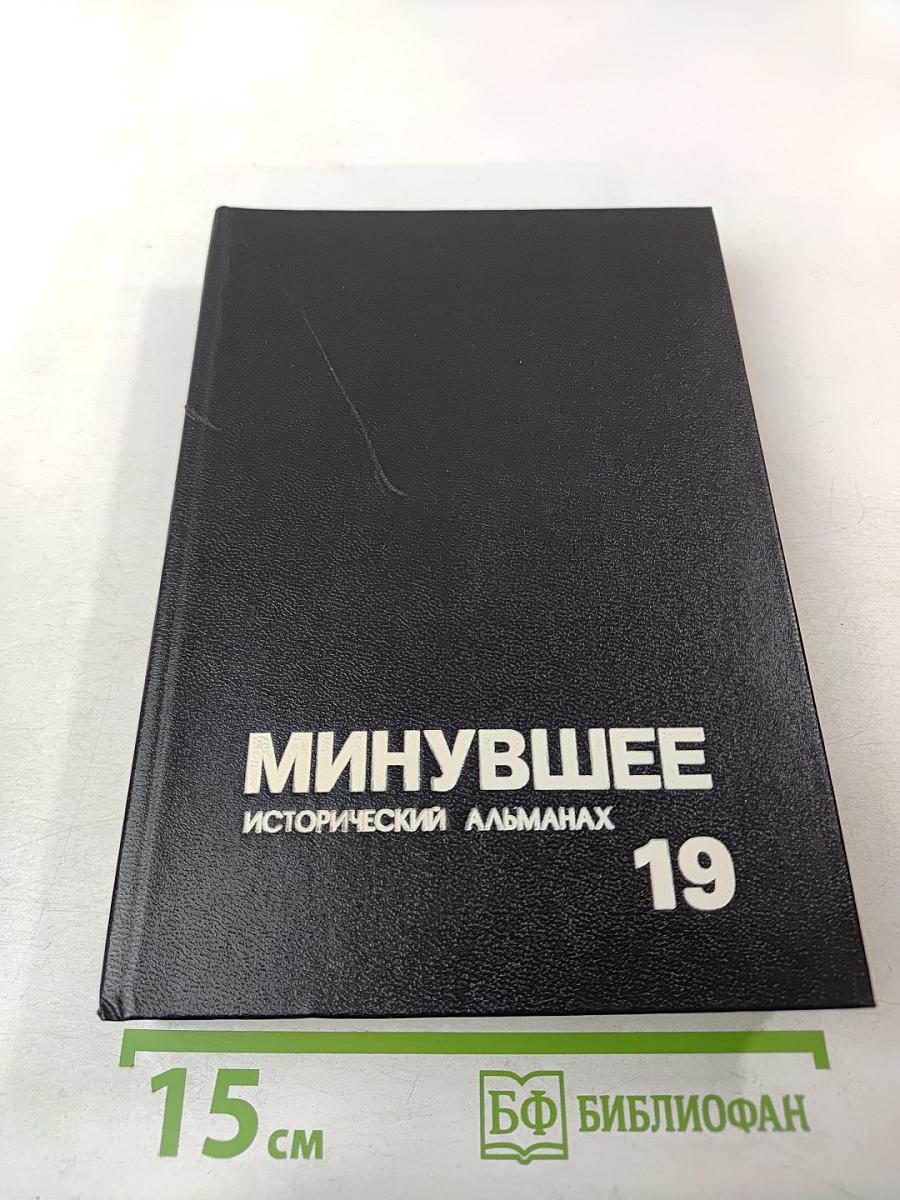 МИНУВШЕЕ
ИСТОРИЧЕСКИЙ АЛЬМАНАХ
19
15 см
БФ БИБЛИОФАН